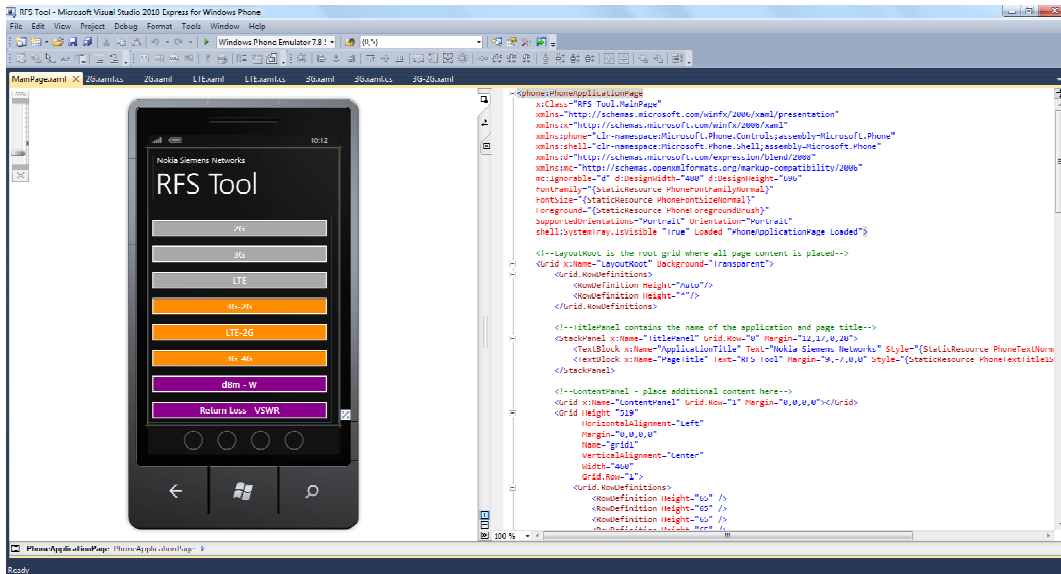 RFS Tool - Microsoft Visual Studio 2010 Express for Windows Phone
File Edit View Project Debug Format Tools Window Help
Windows Phone Emulator 7.8
MainPage.xaml 2G.xaml.cs 2G.xaml LTE.xaml LTE.xaml.cs 3G.xaml 3G.xaml.cs 3G-2G.xaml
10:12
Nokia Siemens Networks
RFS Tool
2G
3G
LTE
3G-2G
LTE-2G
3G-4G
dBm - W
Return Loss VSWR
<phone:PhoneApplicationPage
x:Class="RFS_Tool.MainPage"
xmlns="http://schemas.microsoft.com/winfx/2006/xaml/presentation"
xmlns:x="http://schemas.microsoft.com/winfx/2006/xaml"
xmlns:phone="clr-namespace:Microsoft.Phone.Controls;assembly=Microsoft.Phone"
xmlns:shell="clr-namespace:Microsoft.Phone.Shell;assembly=Microsoft.Phone"
xmlns:d="http://schemas.microsoft.com/expression/blend/2008"
xmlns:mc="http://schemas.openxmlformats.org/markup-compatibility/2006"
mc:Ignorable="d" d:DesignWidth="480" d:DesignHeight="696"
FontFamily="{StaticResource PhoneFontFamilyNormal}"
FontSize="{StaticResource PhoneFontSizeNormal}"
Foreground="{StaticResource PhoneForegroundBrush}"
SupportedOrientations="Portrait" Orientation="Portrait"
shell:SystemTray.IsVisible="True" Loaded="PhoneApplicationPage_Loaded">
<!--LayoutRoot is the root grid where all page content is placed-->
<Grid x:Name="LayoutRoot" Background="Transparent">
<Grid.RowDefinitions>
<RowDefinition Height="Auto"/>
<RowDefinition Height="*"/>
</Grid.RowDefinitions>
<!--TitlePanel contains the name of the application and page title-->
<StackPanel x:Name="TitlePanel" Grid.Row="0" Margin="12,17,0,28">
<TextBlock x:Name="ApplicationTitle" Text="Nokia Siemens Networks" Style="{StaticResource PhoneTextNorm
<TextBlock x:Name="PageTitle" Text="RFS Tool" Margin="9,-7,0,0" Style="{StaticResource PhoneTextTitle1S
</StackPanel>
<!--ContentPanel - place additional content here-->
<Grid x:Name="ContentPanel" Grid.Row="1" Margin="0,0,0,0"></Grid>
<Grid Height="519"
HorizontalAlignment="Left"
Margin="0,0,0,0"
Name="grid1"
VerticalAlignment="Center"
Width="460"
Grid.Row="1">
<Grid.RowDefinitions>
<RowDefinition Height="65" />
<RowDefinition Height="65" />
<RowDefinition Height="65" />
100 %
PhoneApplicationPage PhoneApplicationPage
Ready